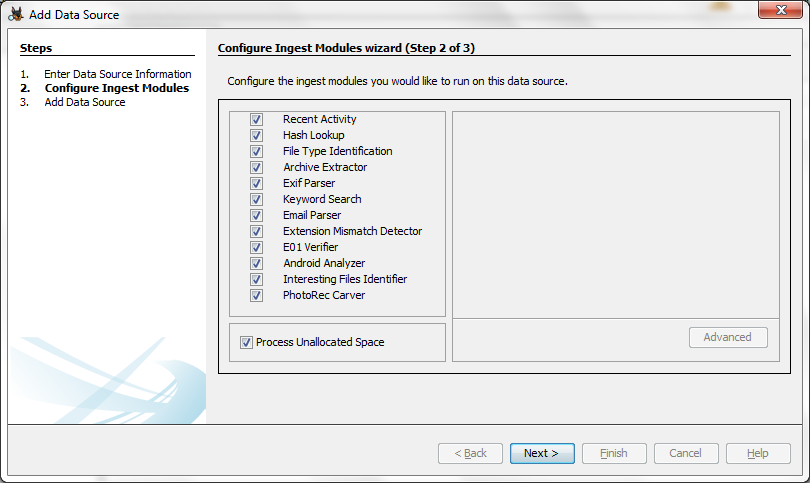 Add Data Source
Steps
1. Enter Data Source Information
2. Configure Ingest Modules
3. Add Data Source
Configure Ingest Modules wizard (Step 2 of 3)
Configure the ingest modules you would like to run on this data source.
Recent Activity
Hash Lookup
File Type Identification
Archive Extractor
Exif Parser
Keyword Search
Email Parser
Extension Mismatch Detector
E01 Verifier
Android Analyzer
Interesting Files Identifier
PhotoRec Carver
Process Unallocated Space
Advanced
< Back
Next >
Finish
Cancel
Help